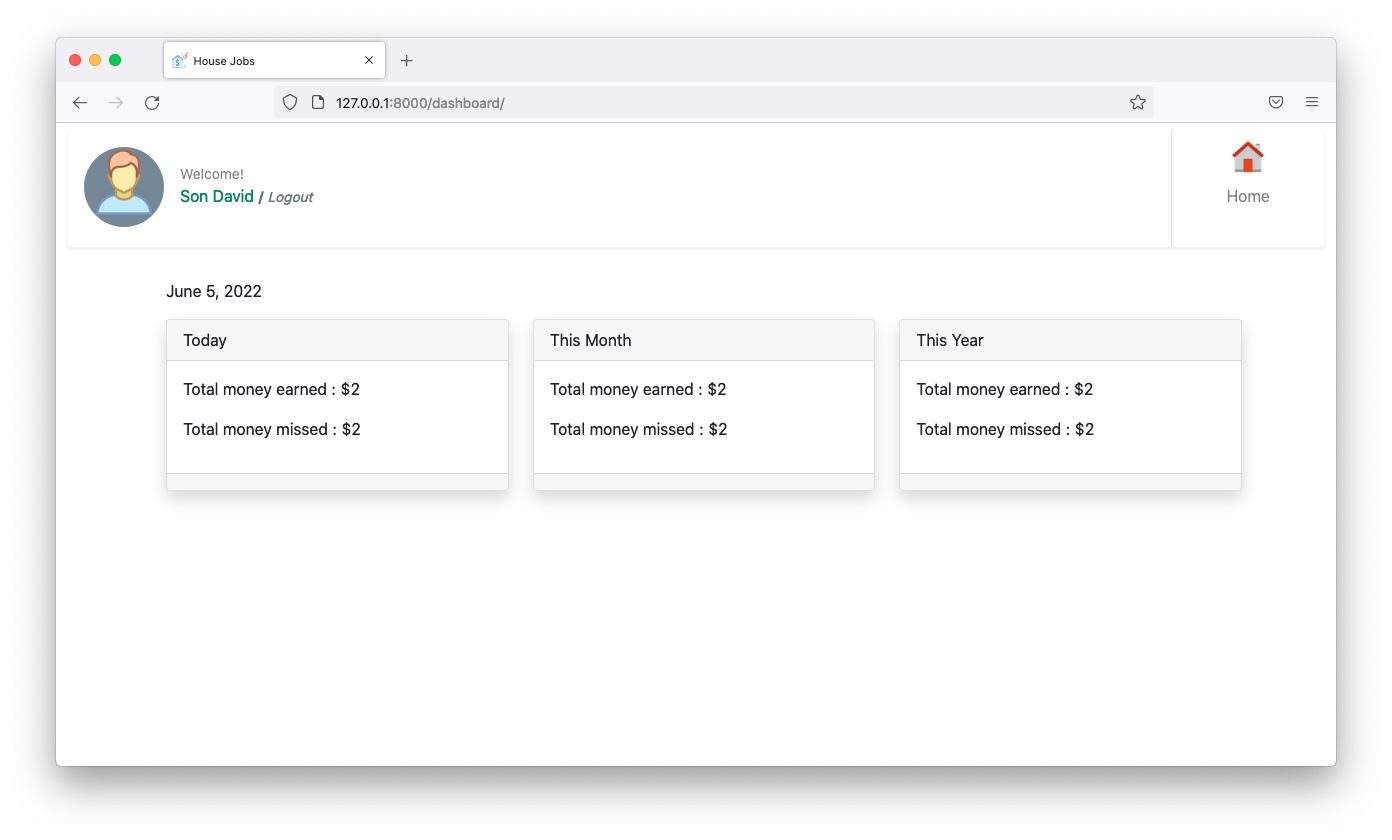 House Jobs
127.0.0.1:8000/dashboard/
Welcome!
Son David / Logout
Home
June 5, 2022
Today
Total money earned : $2
Total money missed : $2
This Month
Total money earned : $2
Total money missed : $2
This Year
Total money earned : $2
Total money missed : $2